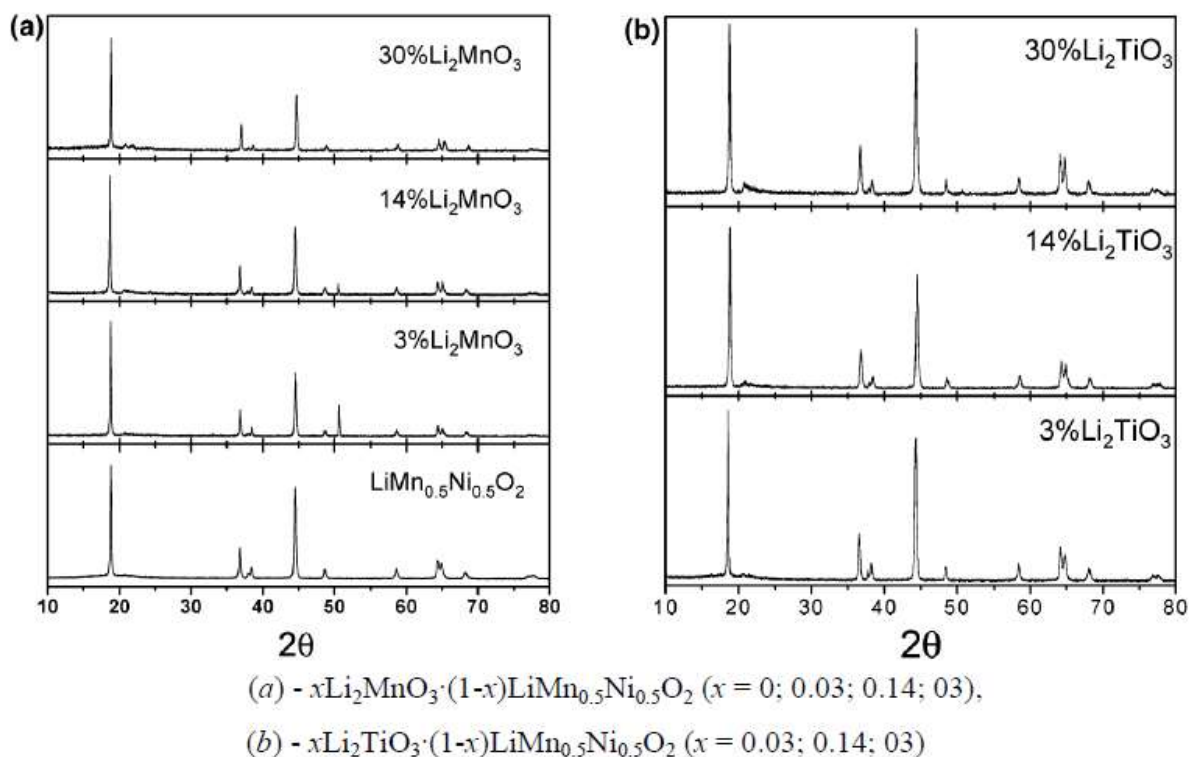 (a)
30%Li₂MnO₃
14%Li₂MnO₃
3%Li₂MnO₃
LiMn₀.₅Ni₀.₅O₂
10 20 30 40 50 60 70 80
2θ
(b)
30%Li₂TiO₃
14%Li₂TiO₃
3%Li₂TiO₃
10 20 30 40 50 60 70 80
2θ
(a) - xLi₂MnO₃·(1-x)LiMn₀.₅Ni₀.₅O₂ (x = 0; 0.03; 0.14; 03),
(b) - xLi₂TiO₃·(1-x)LiMn₀.₅Ni₀.₅O₂ (x = 0.03; 0.14; 03)